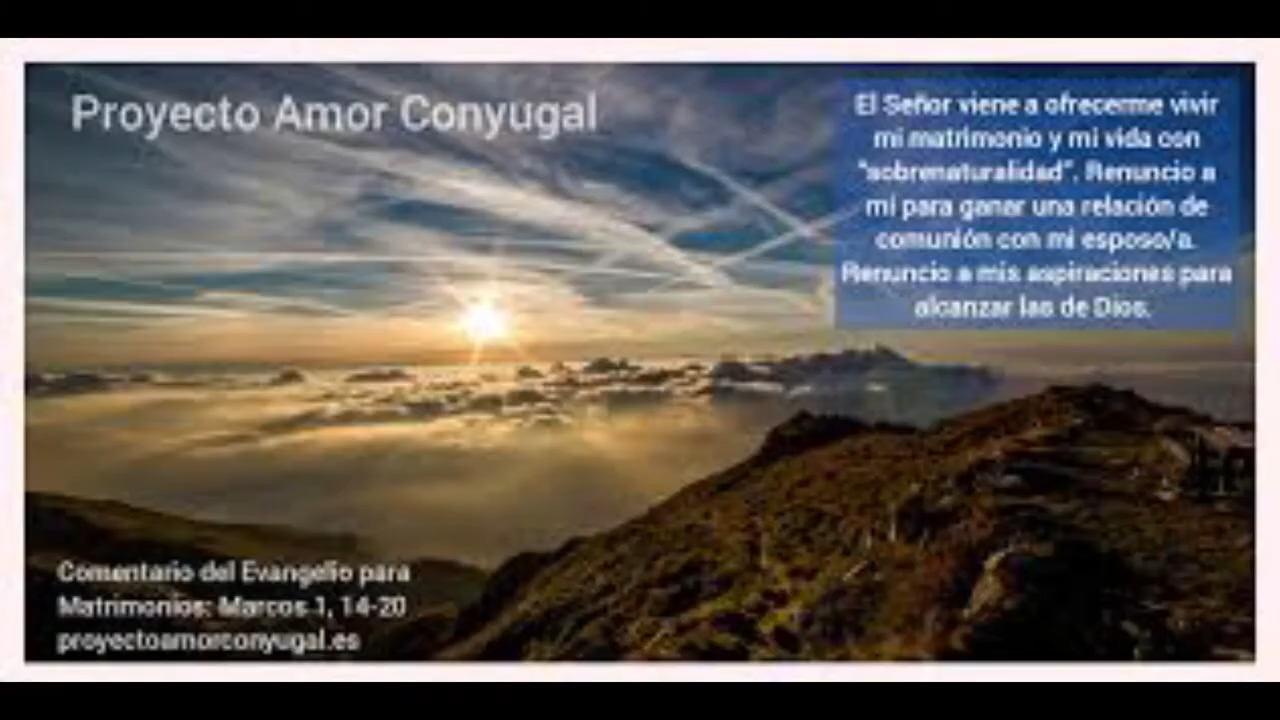 Proyecto Amor Conyugal
El Señor viene a ofrecerme vivir
mi matrimonio y mi vida con
"sobrenaturalidad". Renuncio a
mí para ganar una relación de
comunión con mi esposo/a.
Renuncio a mis aspiraciones para
alcanzar las de Dios.
Comentario del Evangelio para
Matrimonios: Marcos 1, 14-20
proyectoamorconyugal.es